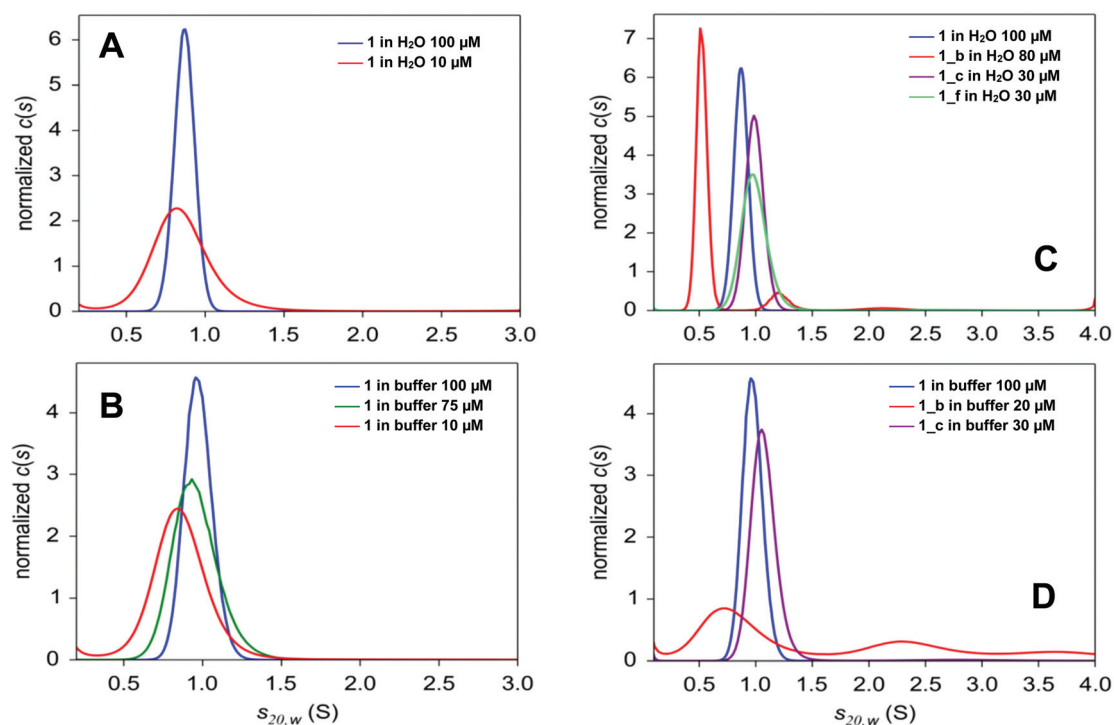 A
1 in H₂O 100 µM
1 in H₂O 10 µM
normalized c(s)
6
5
4
3
2
1
0
0.5 1.0 1.5 2.0 2.5 3.0
B
1 in buffer 100 µM
1 in buffer 75 µM
1 in buffer 10 µM
normalized c(s)
4
3
2
1
0
0.5 1.0 1.5 2.0 2.5 3.0
s20,w (S)
C
1 in H₂O 100 µM
1_b in H₂O 80 µM
1_c in H₂O 30 µM
1_f in H₂O 30 µM
normalized c(s)
7
6
5
4
3
2
1
0
0.5 1.0 1.5 2.0 2.5 3.0 3.5 4.0
D
1 in buffer 100 µM
1_b in buffer 20 µM
1_c in buffer 30 µM
normalized c(s)
4
3
2
1
0
0.5 1.0 1.5 2.0 2.5 3.0 3.5 4.0
s20,w (S)